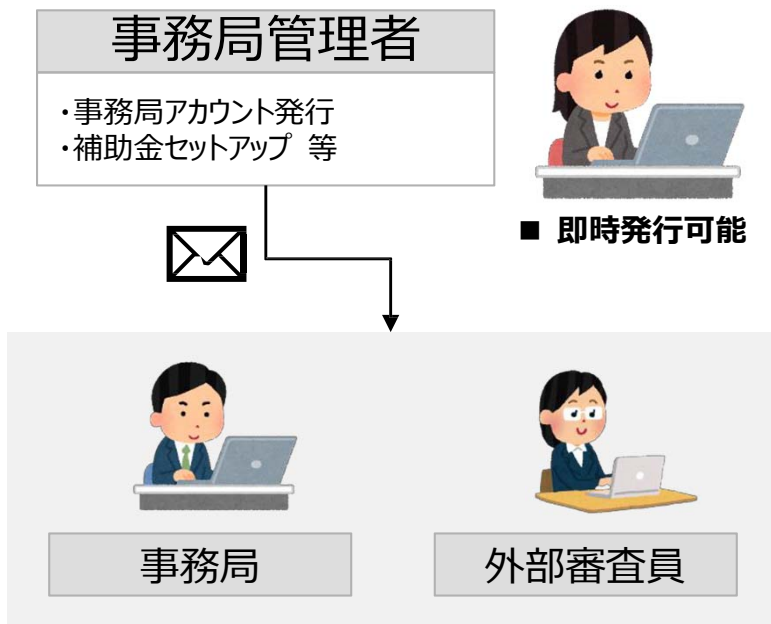 事務局管理者
・事務局アカウント発行
・補助金セットアップ 等
■ 即時発行可能
事務局
外部審査員